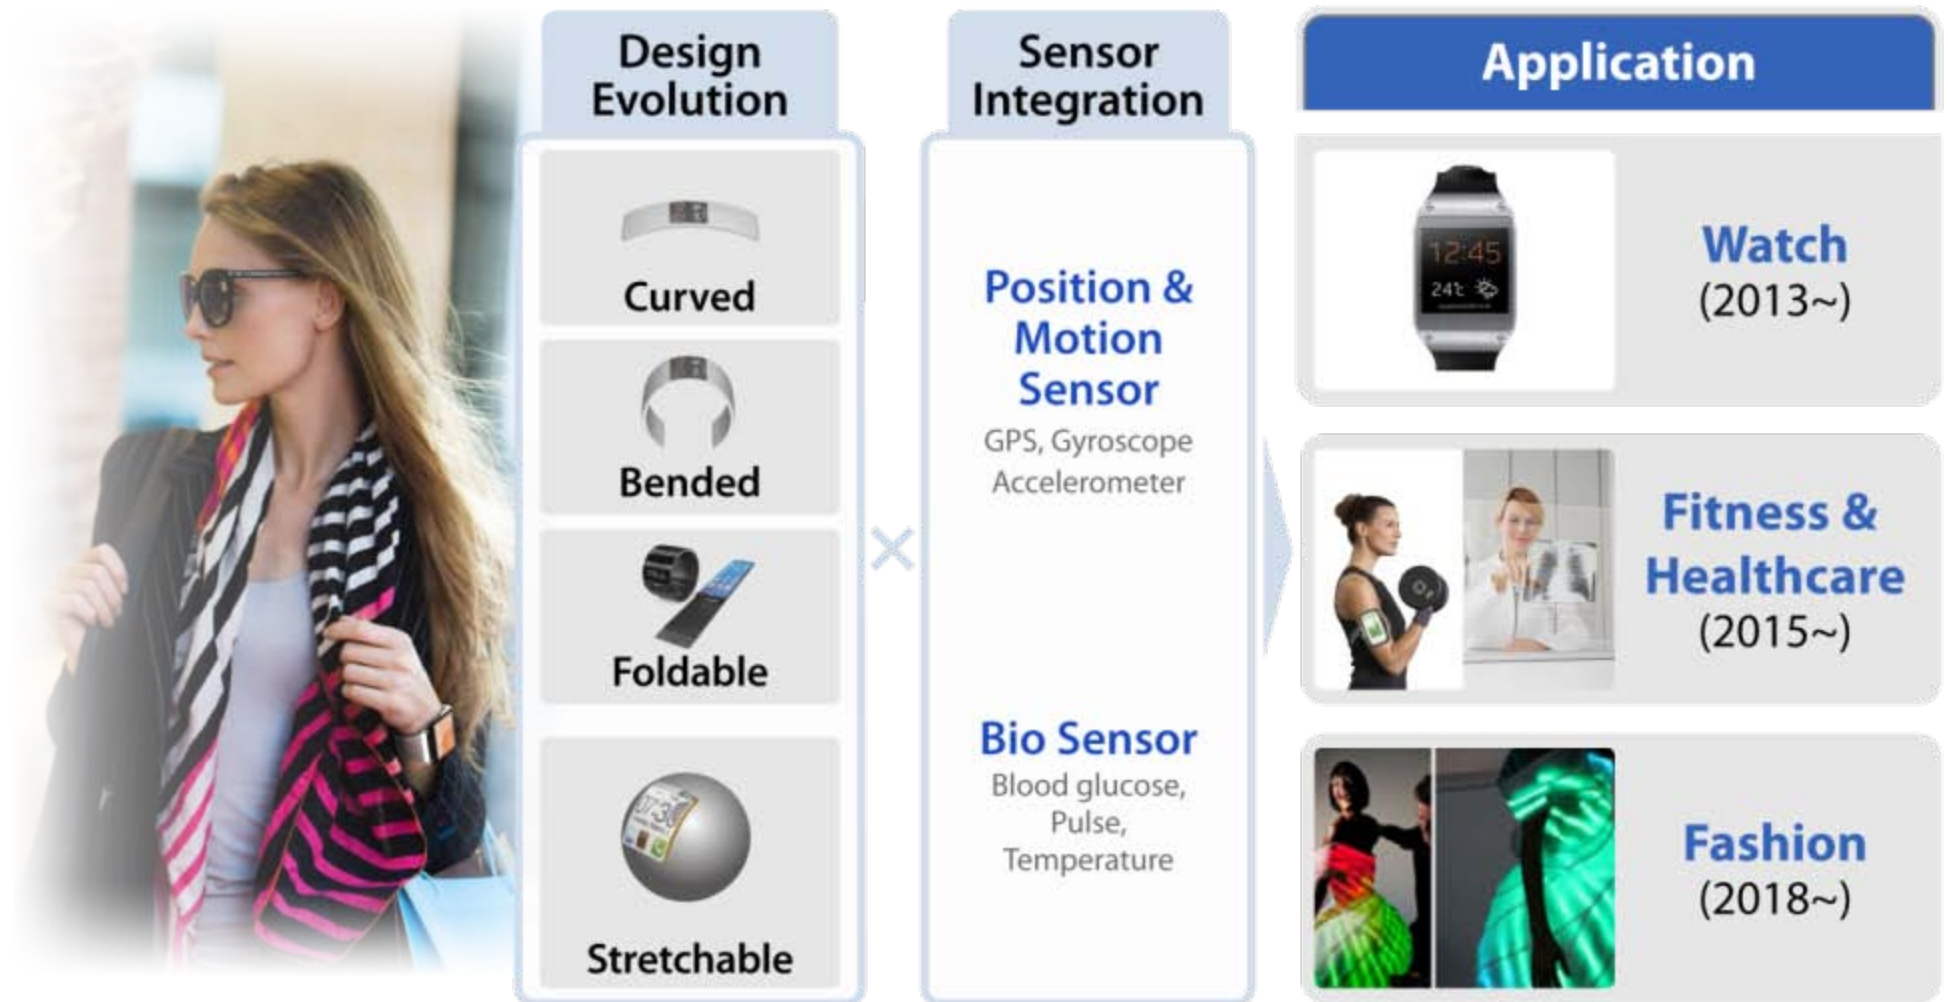 Design
Evolution
Curved
Bended
Foldable
Stretchable
×
Sensor
Integration
Position &
Motion
Sensor
GPS, Gyroscope
Accelerometer
Bio Sensor
Blood glucose,
Pulse,
Temperature
Application
12:45
24℃
Watch
(2013~)
Fitness &
Healthcare
(2015~)
Fashion
(2018~)